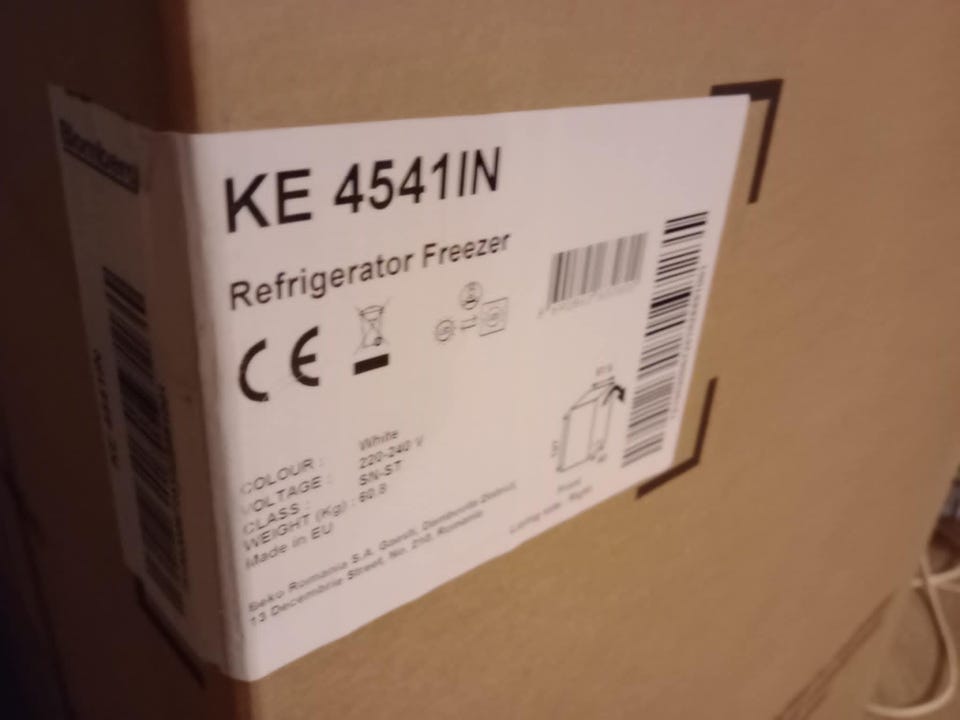 KE 4541IN
Refrigerator Freezer
CE
COLOUR : White
VOLTAGE : 220-240 V
CLASS : SN-ST
WEIGHT (Kg) : 60.8
Made in EU
Beko Romania S.A. Gaesti, Dambovita District,
13 Decembrie Street, No. 210, Romania